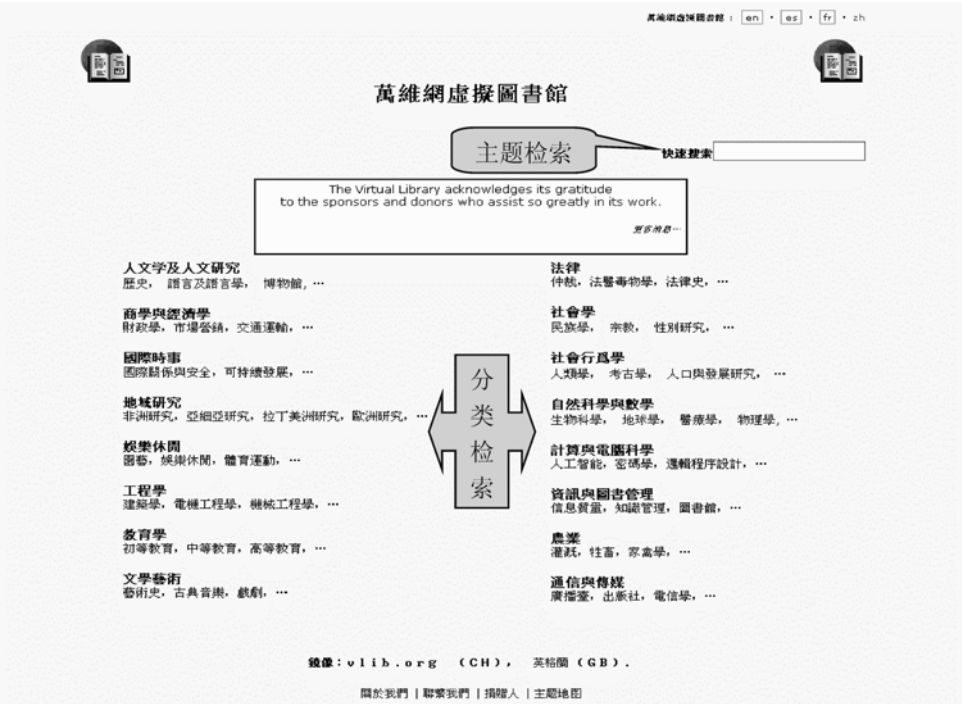 萬維網虛擬圖書館 : en · es · fr · zh
萬維網虛擬圖書館
主题检索
快速搜索
The Virtual Library acknowledges its gratitude
to the sponsors and donors who assist so greatly in its work.
更多消息…
人文学及人文研究
歷史, 語言及語言學, 博物館, …
商學與經濟學
財政學, 市場營銷, 交通運輸, …
國際時事
國際關係與安全, 可持續發展, …
地域研究
非洲研究, 亞細亞研究, 拉丁美洲研究, 歐洲研究, …
娛樂休閒
園藝, 娛樂休閒, 體育運動, …
工程學
建築學, 電機工程學, 機械工程學, …
教育學
初等教育, 中等教育, 高等教育, …
文學藝術
藝術史, 古典音樂, 戲劇, …
分类检索
法律
仲裁, 法醫毒物學, 法律史, …
社會學
民族學, 宗教, 性別研究, …
社會行爲學
人類學, 考古學, 人口與發展研究, …
自然科學與數學
生物科學, 地球學, 醫療學, 物理學, …
計算與電腦科學
人工智能, 密碼學, 邏輯程序設計, …
資訊與圖書管理
信息質量, 知識管理, 圖書館, …
農業
灌溉, 牲畜, 家禽學, …
通信與傳媒
廣播臺, 出版社, 電信學, …
鏡像:vlib.org (CH), 英格蘭 (GB).
關於我們 | 聯繫我們 | 捐贈人 | 主題地図